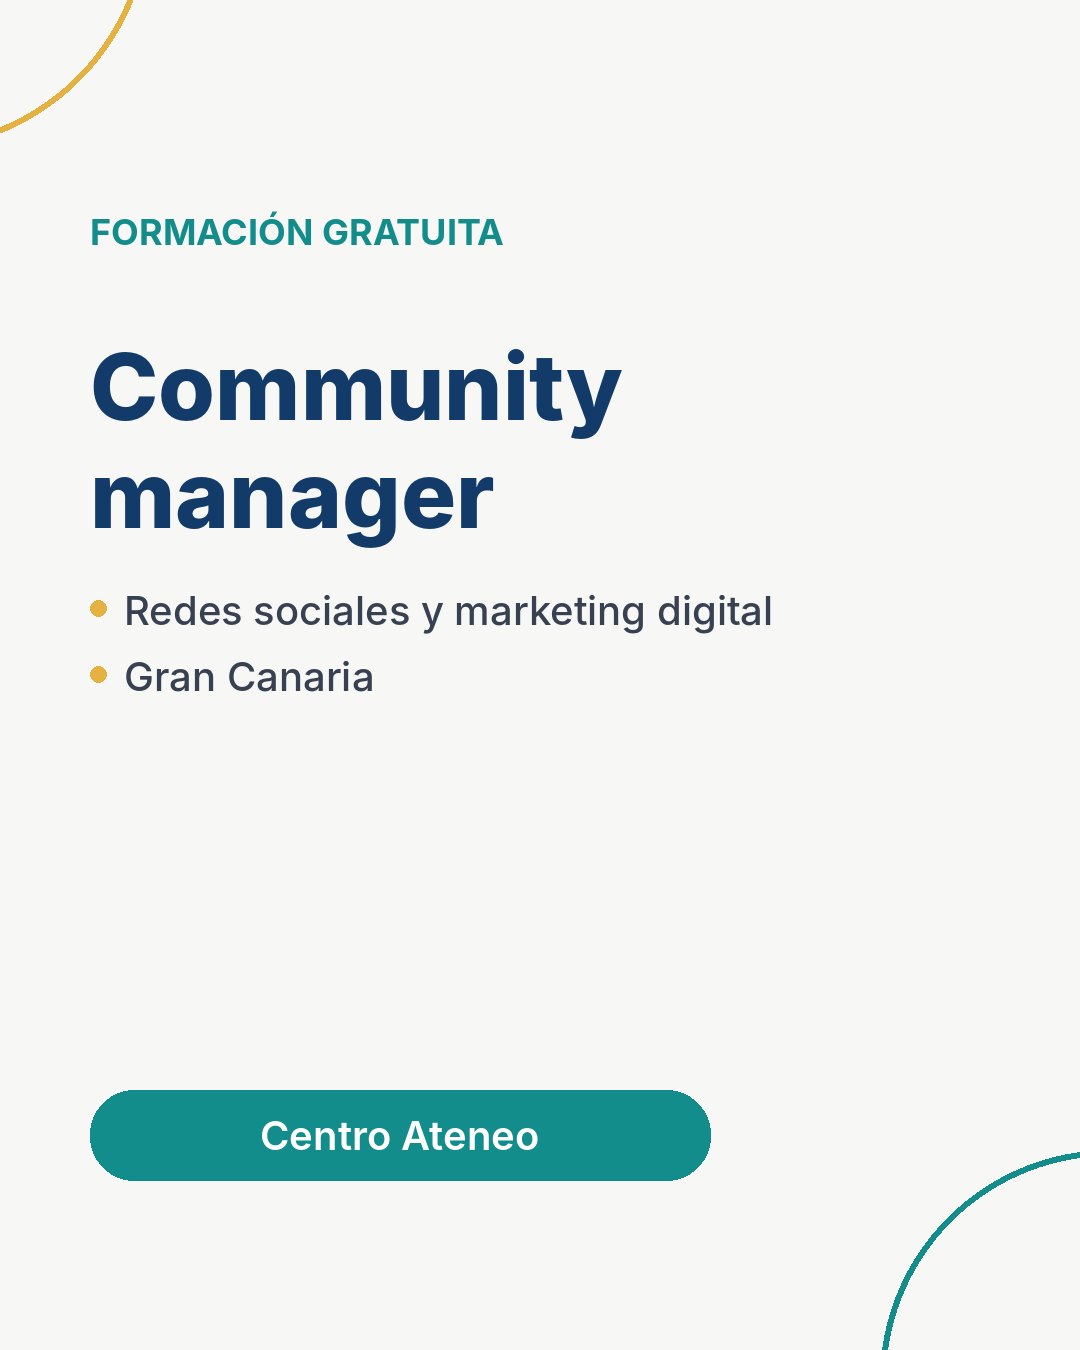 FORMACIÓN GRATUITA
Community
manager
Redes sociales y marketing digital
Gran Canaria
Centro Ateneo